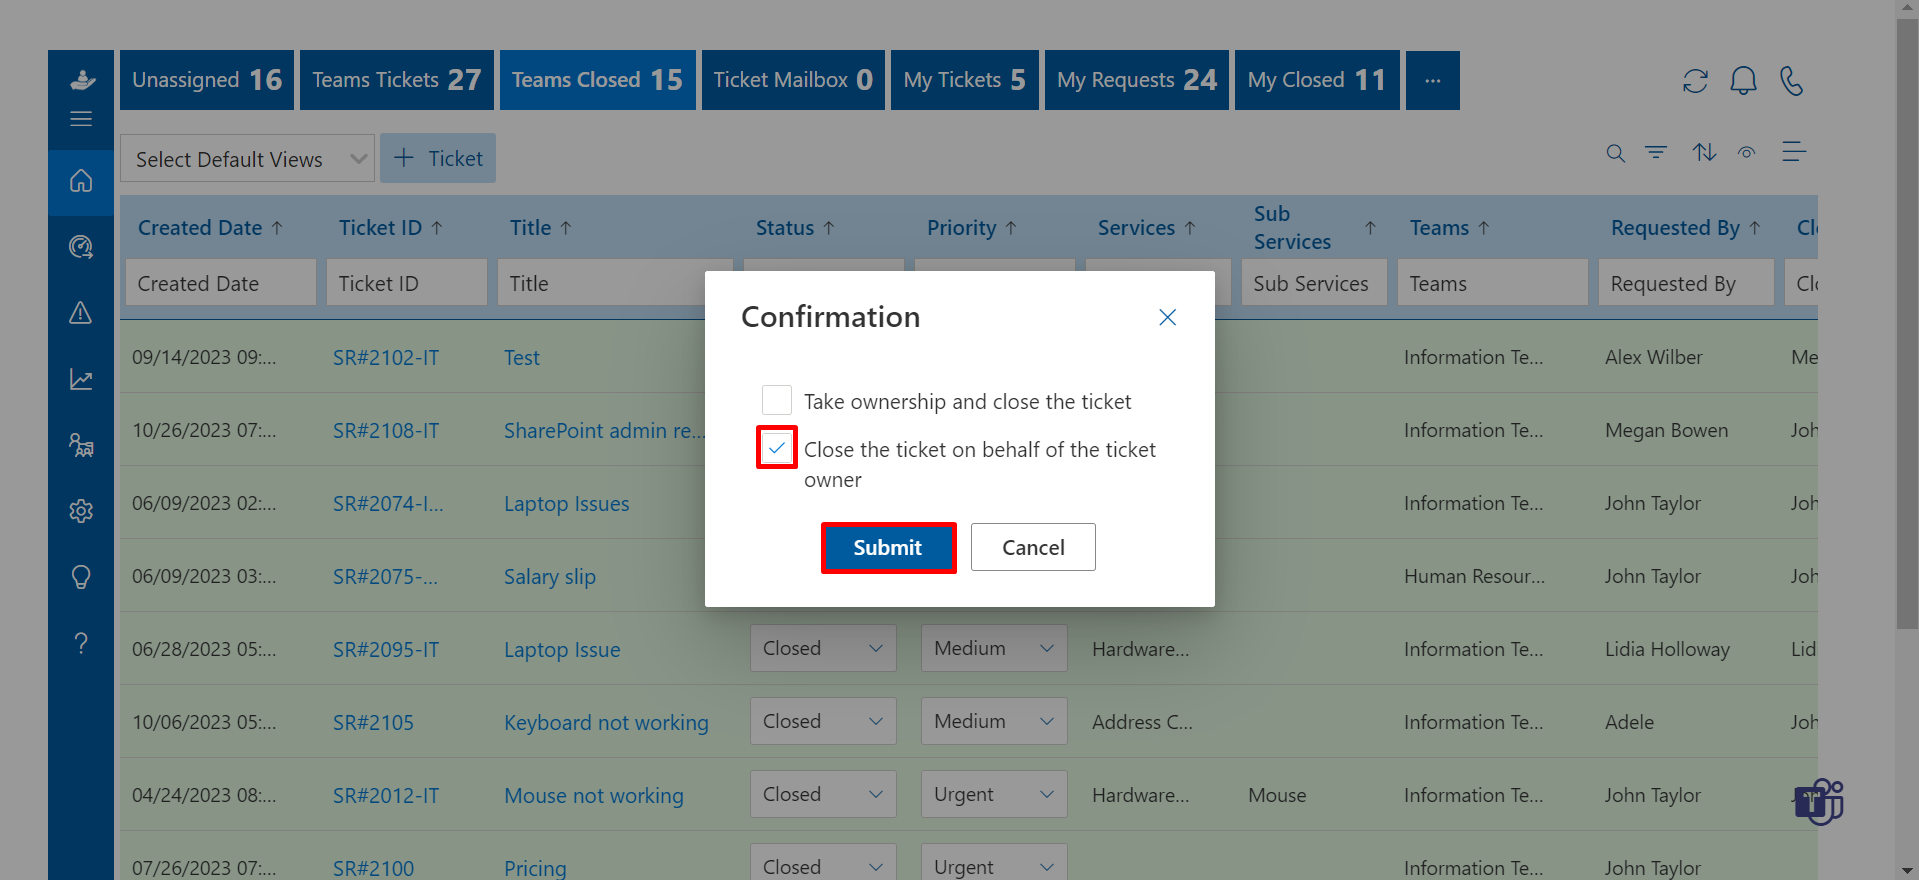 Unassigned 16 Teams Tickets 27 Teams Closed 15 Ticket Mailbox 0 My Tickets 5 My Requests 24 My Closed 11 ...
Select Default Views + Ticket
Created Date ↑ Ticket ID ↑ Title ↑ Status ↑ Priority ↑ Services ↑ Sub Services ↑ Teams ↑ Requested By ↑ Cl
Created Date Ticket ID Title Sub Services Teams Requested By Clo
Confirmation
Take ownership and close the ticket
Close the ticket on behalf of the ticket
owner
Submit Cancel
09/14/2023 09:... SR#2102-IT Test Information Te... Alex Wilber Me
10/26/2023 07:... SR#2108-IT SharePoint admin re... Information Te... Megan Bowen Joh
06/09/2023 02:... SR#2074-I... Laptop Issues Information Te... John Taylor Joh
06/09/2023 03:... SR#2075-... Salary slip Human Resour... John Taylor Joh
06/28/2023 05:... SR#2095-IT Laptop Issue Closed Medium Hardware... Information Te... Lidia Holloway Lid
10/06/2023 05:... SR#2105 Keyboard not working Closed Medium Address C... Information Te... Adele Joh
04/24/2023 08:... SR#2012-IT Mouse not working Closed Urgent Hardware... Mouse Information Te... John Taylor
07/26/2023 07:... SR#2100 Pricing Closed Urgent Information Te... John Taylor Joh